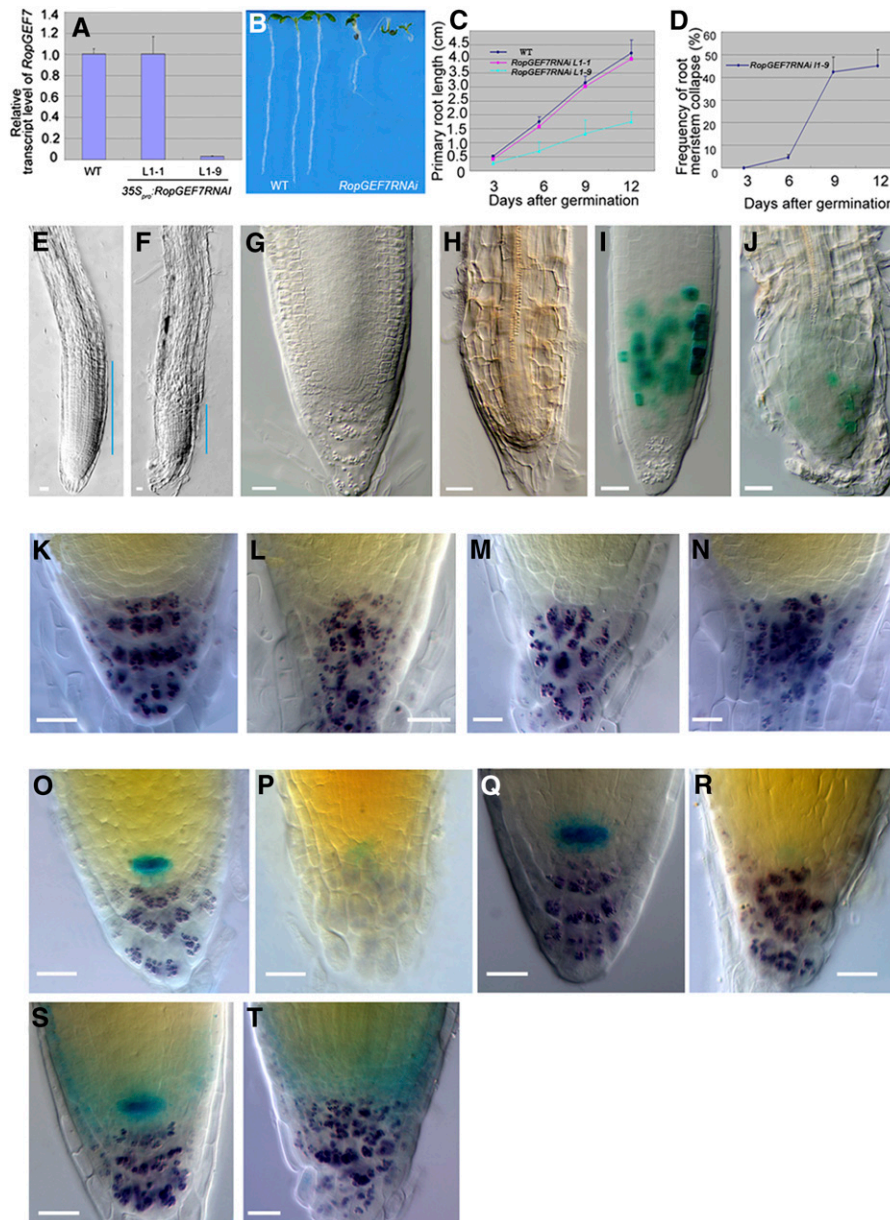 A
Relative
transcript level of RopGEF7
1.4
1.2
1.0
0.8
0.6
0.4
0.2
0
WT
L1-1
L1-9
35Spro:RopGEF7RNAI
B
WT
RopGEF7RNAi
C
Primary root length (cm)
4.5
4.0
3.5
3.0
2.5
2.0
1.5
1.0
0.5
0
WT
RopGEF7RNAi L1-1
RopGEF7RNAi L1-9
3
6
9
12
Days after germination
D
Frequency of root
meristem collapse (%)
60
50
40
30
20
10
0
RopGEF7RNAi l1-9
3
6
9
12
Days after germination
E
F
G
H
I
J
K
L
M
N
O
P
Q
R
S
T